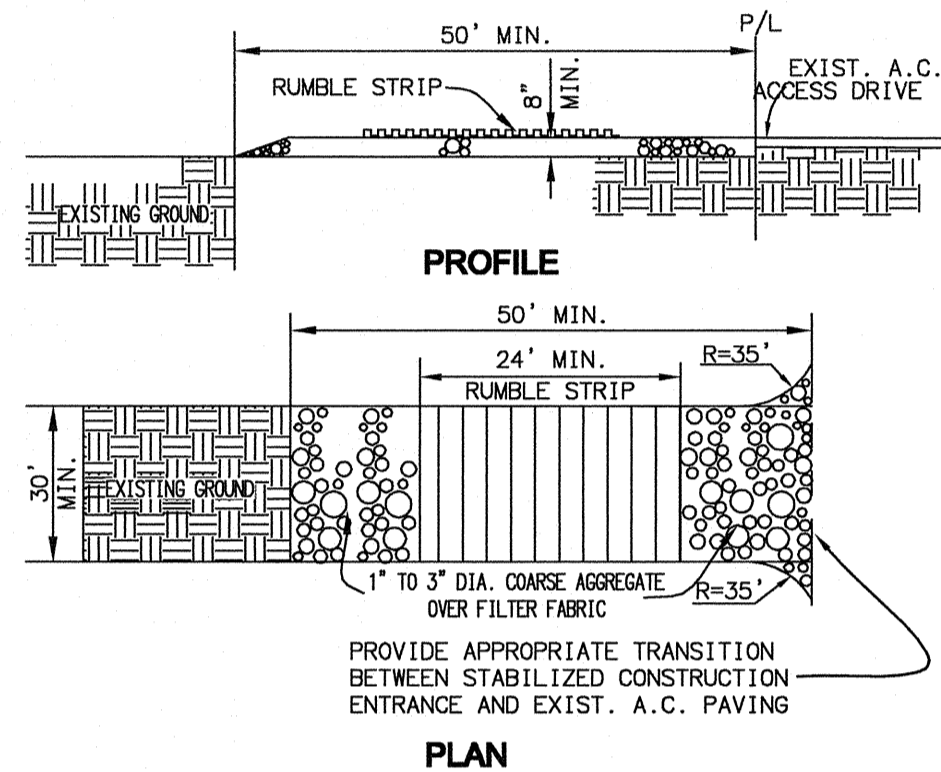 P/L
50' MIN.
EXIST. A.C.
ACCESS DRIVE
RUMBLE STRIP
8"
MIN.
EXISTING GROUND
PROFILE
50' MIN.
24' MIN.
RUMBLE STRIP
R=35'
30'
MIN.
EXISTING GROUND
1" TO 3" DIA. COARSE AGGREGATE
OVER FILTER FABRIC
R=35'
PROVIDE APPROPRIATE TRANSITION
BETWEEN STABILIZED CONSTRUCTION
ENTRANCE AND EXIST. A.C. PAVING
PLAN